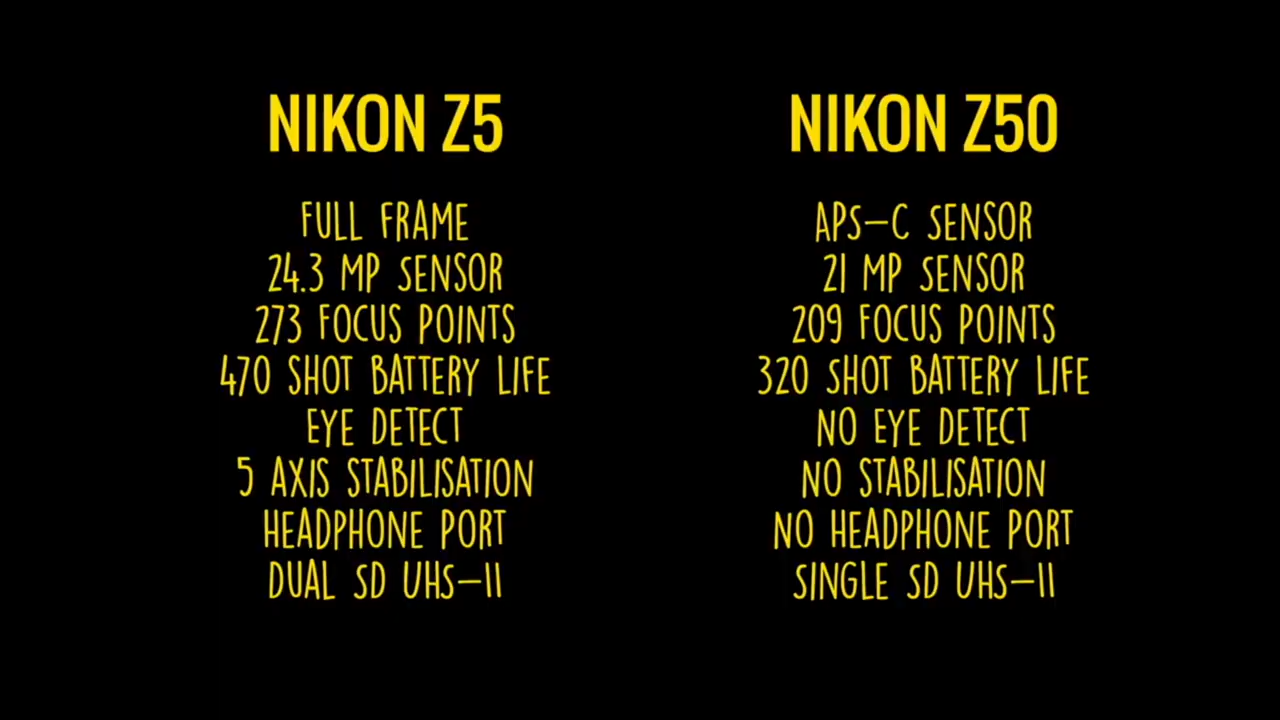 NIKON Z5
FULL FRAME
24.3 MP SENSOR
273 FOCUS POINTS
470 SHOT BATTERY LIFE
EYE DETECT
5 AXIS STABILISATION
HEADPHONE PORT
DUAL SD UHS-II
NIKON Z50
APS-C SENSOR
21 MP SENSOR
209 FOCUS POINTS
320 SHOT BATTERY LIFE
NO EYE DETECT
NO STABILISATION
NO HEADPHONE PORT
SINGLE SD UHS-II